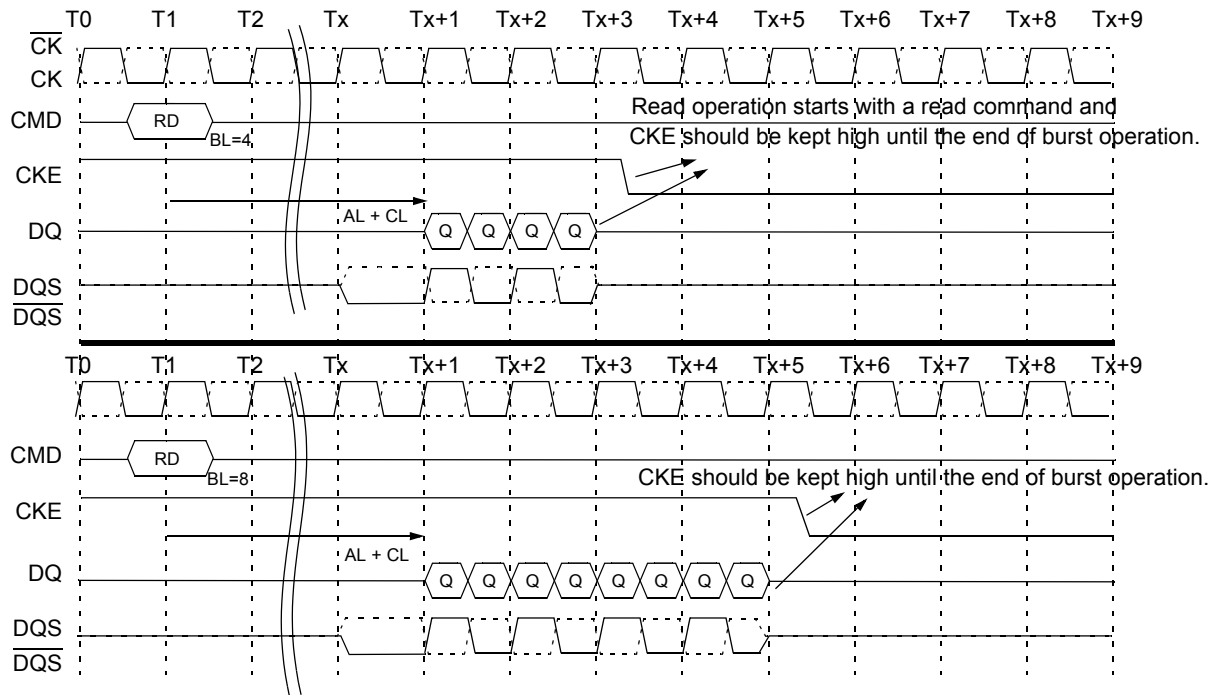 T0 T1 T2 Tx Tx+1 Tx+2 Tx+3 Tx+4 Tx+5 Tx+6 Tx+7 Tx+8 Tx+9
CK
CK
CMD RD BL=4
Read operation starts with a read command and
CKE should be kept high until the end of burst operation.
CKE
AL + CL
DQ Q Q Q Q
DQS
DQS
T0 T1 T2 Tx Tx+1 Tx+2 Tx+3 Tx+4 Tx+5 Tx+6 Tx+7 Tx+8 Tx+9
CMD RD BL=8
CKE should be kept high until the end of burst operation.
CKE
AL + CL
DQ Q Q Q Q Q Q Q Q
DQS
DQS